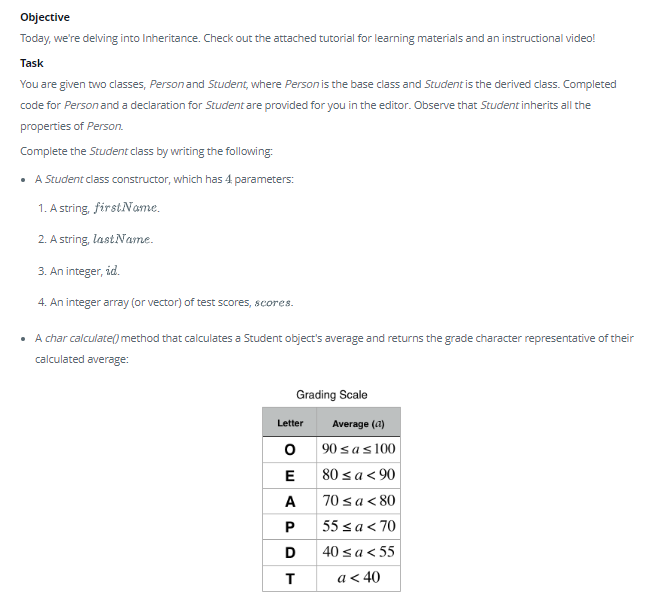 Objective
Today, we're delving into Inheritance. Check out the attached tutorial for learning materials and an instructional video!
Task
You are given two classes, Person and Student, where Person is the base class and Student is the derived class. Completed
code for Person and a declaration for Student are provided for you in the editor. Observe that Student inherits all the
properties of Person.
Complete the Student class by writing the following:
• A Student class constructor, which has 4 parameters:
1. A string, firstName.
2. A string, lastName.
3. An integer, id.
4. An integer array (or vector) of test scores, scores.
• A char calculate() method that calculates a Student object's average and returns the grade character representative of their
calculated average:
Grading Scale
Letter Average (a)
O 90 ≤ a ≤ 100
E 80 ≤ a < 90
A 70 ≤ a < 80
P 55 ≤ a < 70
D 40 ≤ a < 55
T a < 40